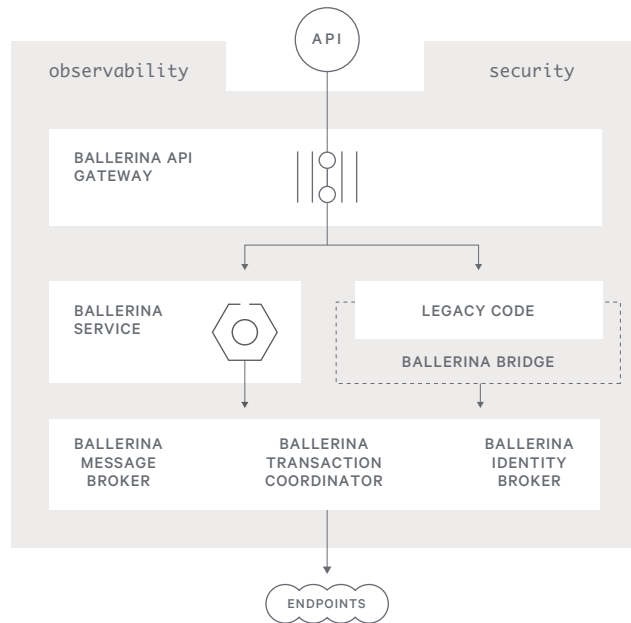 API
observability
security
BALLERINA API
GATEWAY
BALLERINA
SERVICE
LEGACY CODE
BALLERINA BRIDGE
BALLERINA
MESSAGE
BROKER
BALLERINA
TRANSACTION
COORDINATOR
BALLERINA
IDENTITY
BROKER
ENDPOINTS